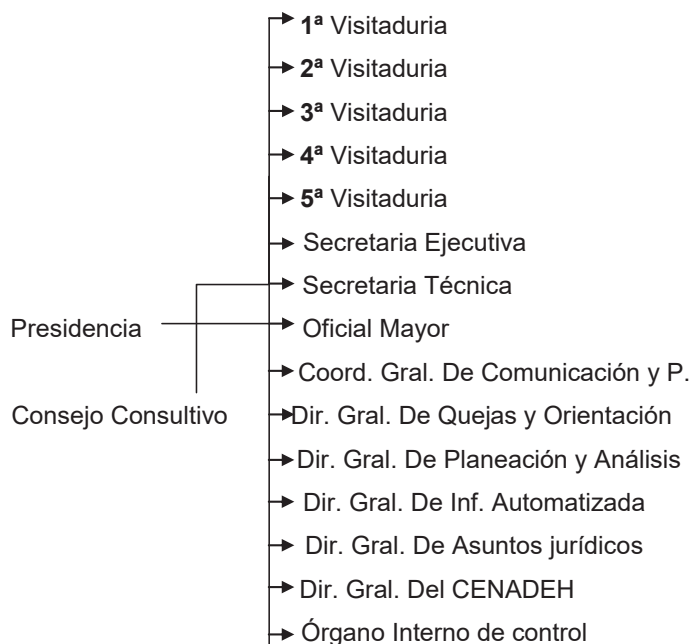 1ª Visitaduria
2ª Visitaduria
3ª Visitaduria
4ª Visitaduria
5ª Visitaduria
Secretaria Ejecutiva
Secretaria Técnica
Presidencia
Oficial Mayor
Coord. Gral. De Comunicación y P.
Consejo Consultivo
Dir. Gral. De Quejas y Orientación
Dir. Gral. De Planeación y Análisis
Dir. Gral. De Inf. Automatizada
Dir. Gral. De Asuntos jurídicos
Dir. Gral. Del CENADEH
Órgano Interno de control